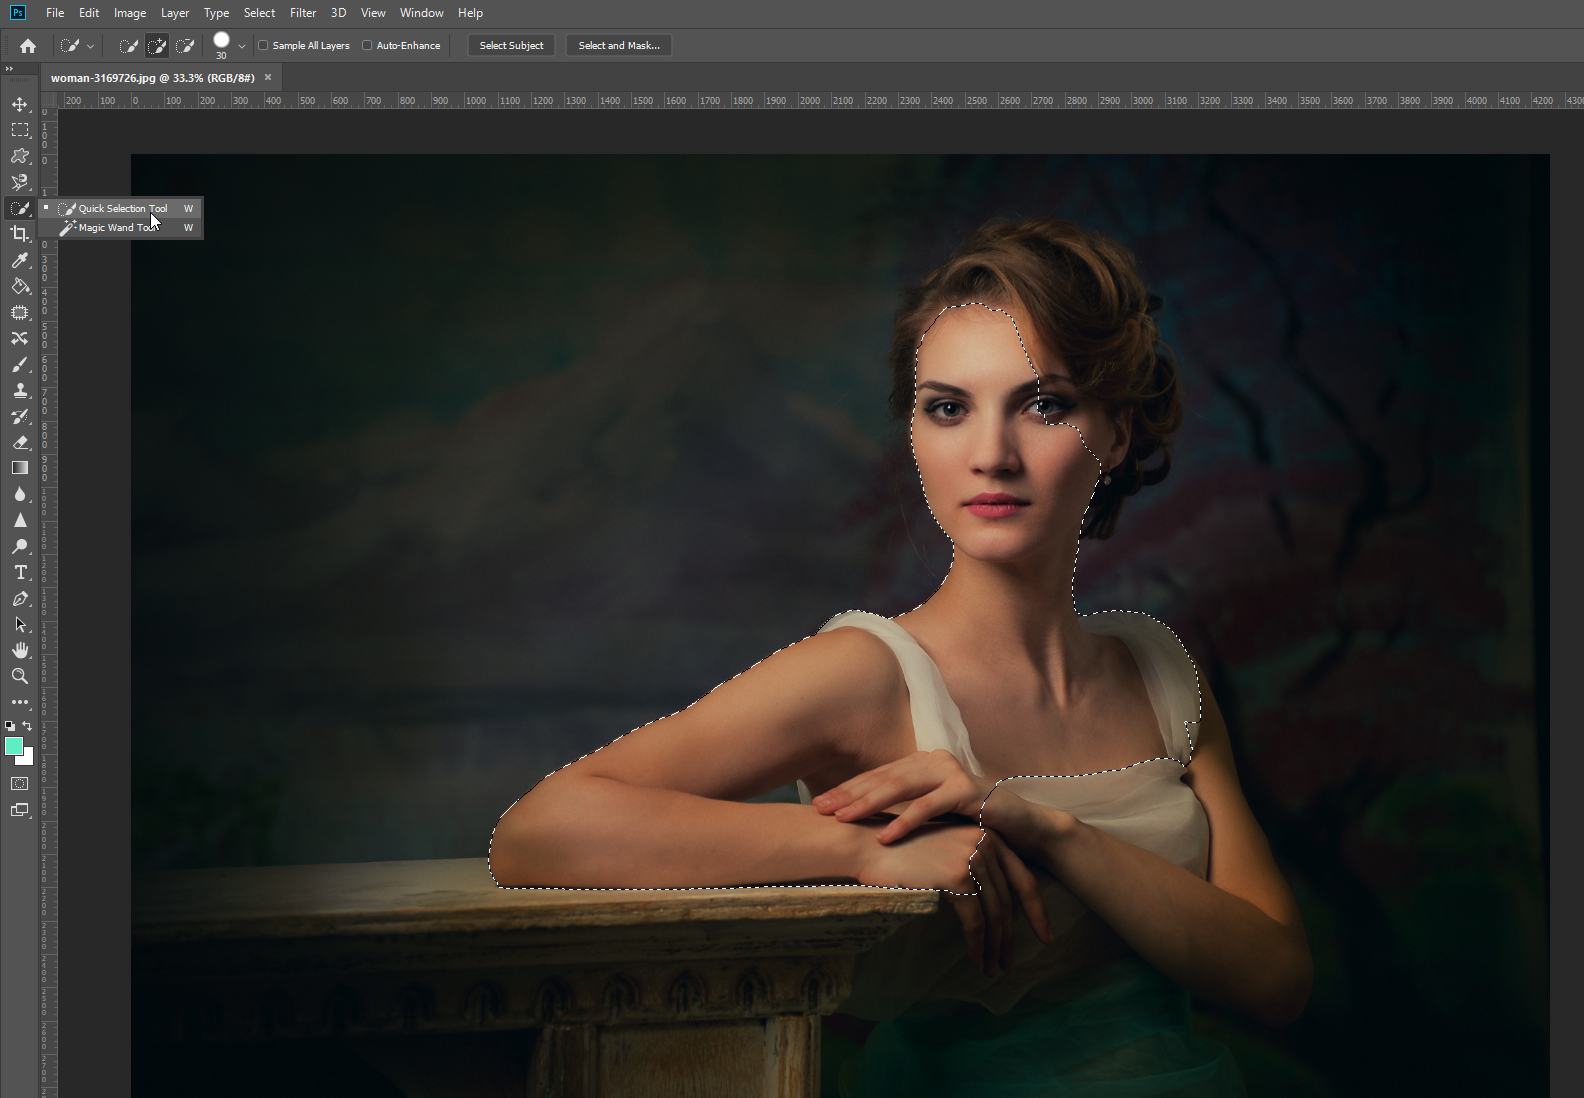 Ps File Edit Image Layer Type Select Filter 3D View Window Help
30 Sample All Layers Auto-Enhance Select Subject Select and Mask...
woman-3169726.jpg @ 33.3% (RGB/8#) ×
200 100 0 100 200 300 400 500 600 700 800 900 1000 1100 1200 1300 1400 1500 1600 1700 1800 1900 2000 2100 2200 2300 2400 2500 2600 2700 2800 2900 3000 3100 3200 3300 3400 3500 3600 3700 3800 3900 4000 4100 4200 4300
Quick Selection Tool W
Magic Wand Tool W